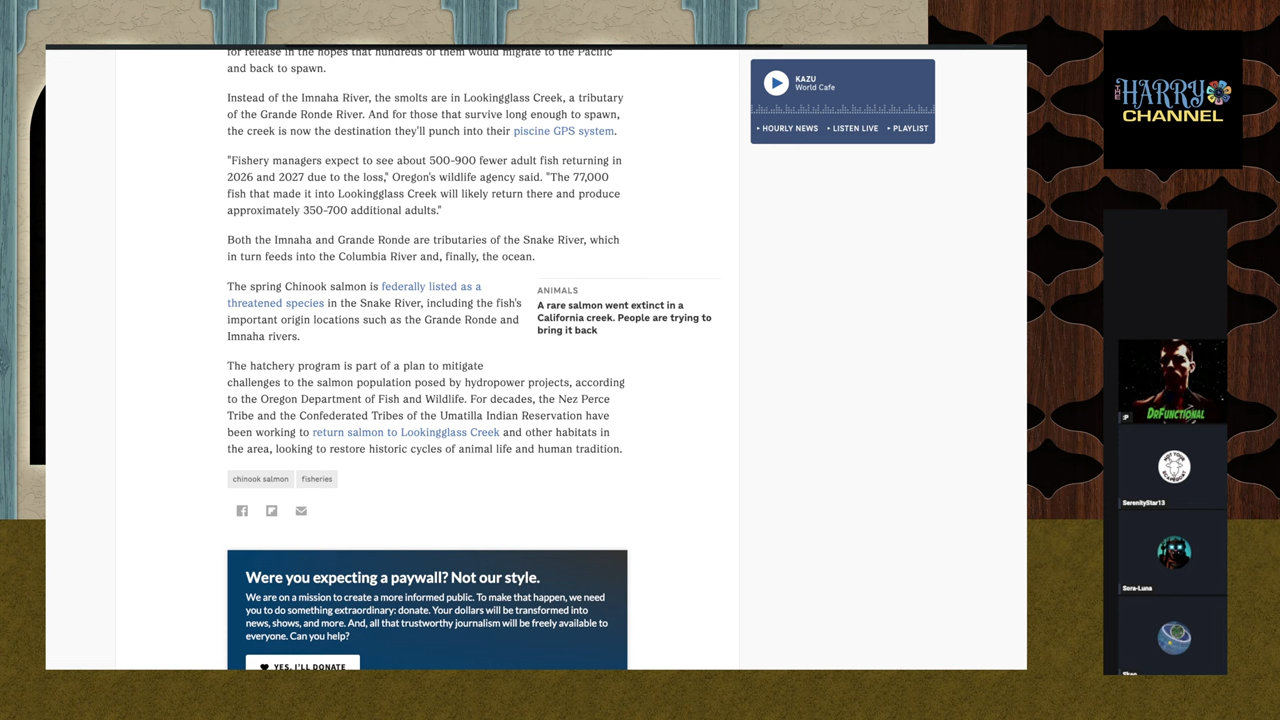 for release in the hopes that hundreds of them would migrate to the Pacific
and back to spawn.
Instead of the Imnaha River, the smolts are in Lookingglass Creek, a tributary
of the Grande Ronde River. And for those that survive long enough to spawn,
the creek is now the destination they'll punch into their piscine GPS system.
"Fishery managers expect to see about 500-900 fewer adult fish returning in
2026 and 2027 due to the loss," Oregon's wildlife agency said. "The 77,000
fish that made it into Lookingglass Creek will likely return there and produce
approximately 350-700 additional adults."
Both the Imnaha and Grande Ronde are tributaries of the Snake River, which
in turn feeds into the Columbia River and, finally, the ocean.
The spring Chinook salmon is federally listed as a
threatened species in the Snake River, including the fish's
important origin locations such as the Grande Ronde and
Imnaha rivers.
ANIMALS
A rare salmon went extinct in a
California creek. People are trying to
bring it back
The hatchery program is part of a plan to mitigate
challenges to the salmon population posed by hydropower projects, according
to the Oregon Department of Fish and Wildlife. For decades, the Nez Perce
Tribe and the Confederated Tribes of the Umatilla Indian Reservation have
been working to return salmon to Lookingglass Creek and other habitats in
the area, looking to restore historic cycles of animal life and human tradition.
chinook salmon
fisheries
Were you expecting a paywall? Not our style.
We are on a mission to create a more informed public. To make that happen, we need
you to do something extraordinary: donate. Your dollars will be transformed into
news, shows, and more. And, all that trustworthy journalism will be freely available to
everyone. Can you help?
YES, I'LL DONATE
KAZU
World Cafe
HOURLY NEWS
LISTEN LIVE
PLAYLIST
THE HARRY
CHANNEL
DRFUNCTIONAL
:P
NOT YOUR
SCAPEGOAT
SerenityStar13
Sora-Luna